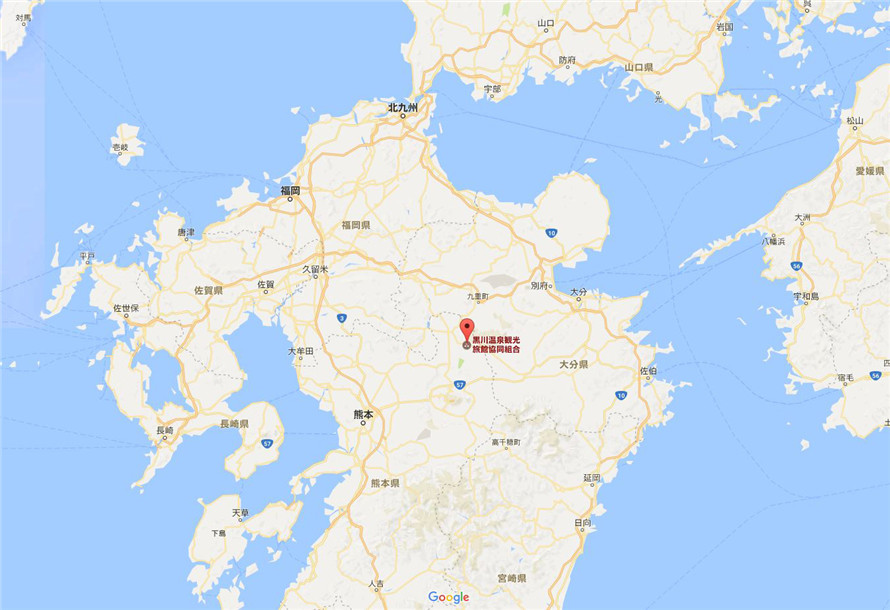 対馬
呉
山口
岩国
防府
山口県
宇部
光
北九州
松山
壱岐
愛媛県
福岡
福岡県
大洲
唐津
10
八幡浜
平戸
久留米
56
佐賀
佐賀県
別府
大分
九重町
宇和島
佐世保
3
黒川温泉観光
旅館協同組合
大牟田
大分県
佐伯
56
宿毛
57
10
熊本
長崎県
長崎
57
高千穂町
熊本県
延岡
天草
日向
下島
人吉
宮崎県
Google